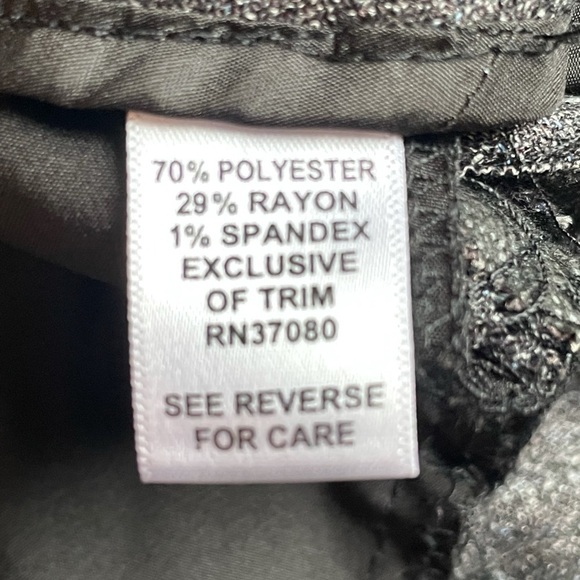 70% POLYESTER
29% RAYON
1% SPANDEX
EXCLUSIVE
OF TRIM
RN37080
SEE REVERSE
FOR CARE